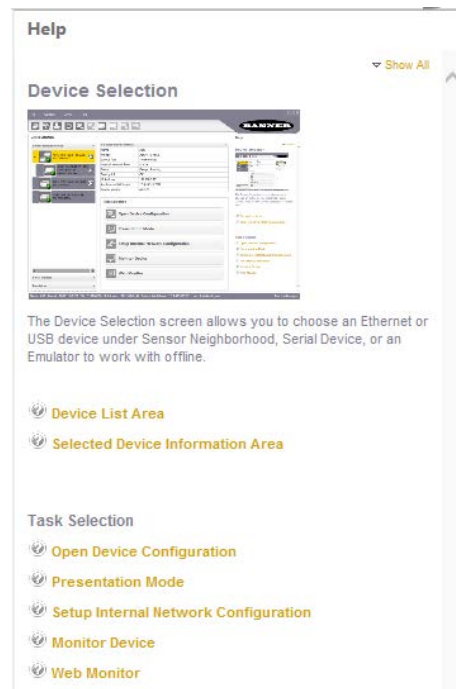 Help
Show All
Device Selection
BANNER
The Device Selection screen allows you to choose an Ethernet or
USB device under Sensor Neighborhood, Serial Device, or an
Emulator to work with offline.
Device List Area
Selected Device Information Area
Task Selection
Open Device Configuration
Presentation Mode
Setup Internal Network Configuration
Monitor Device
Web Monitor